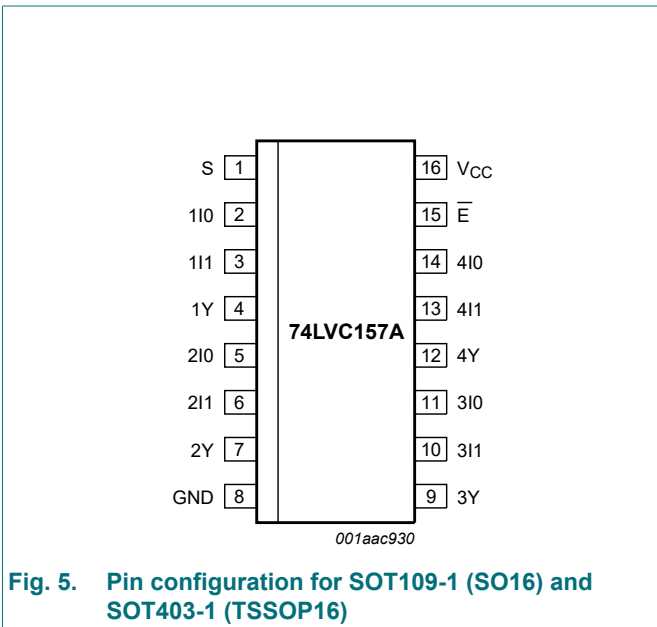 S 1 16 VCC
1I0 2 15 E̅
1I1 3 14 4I0
1Y 4 13 4I1
74LVC157A
2I0 5 12 4Y
2I1 6 11 3I0
2Y 7 10 3I1
GND 8 9 3Y
001aac930
Fig. 5. Pin configuration for SOT109-1 (SO16) and
SOT403-1 (TSSOP16)